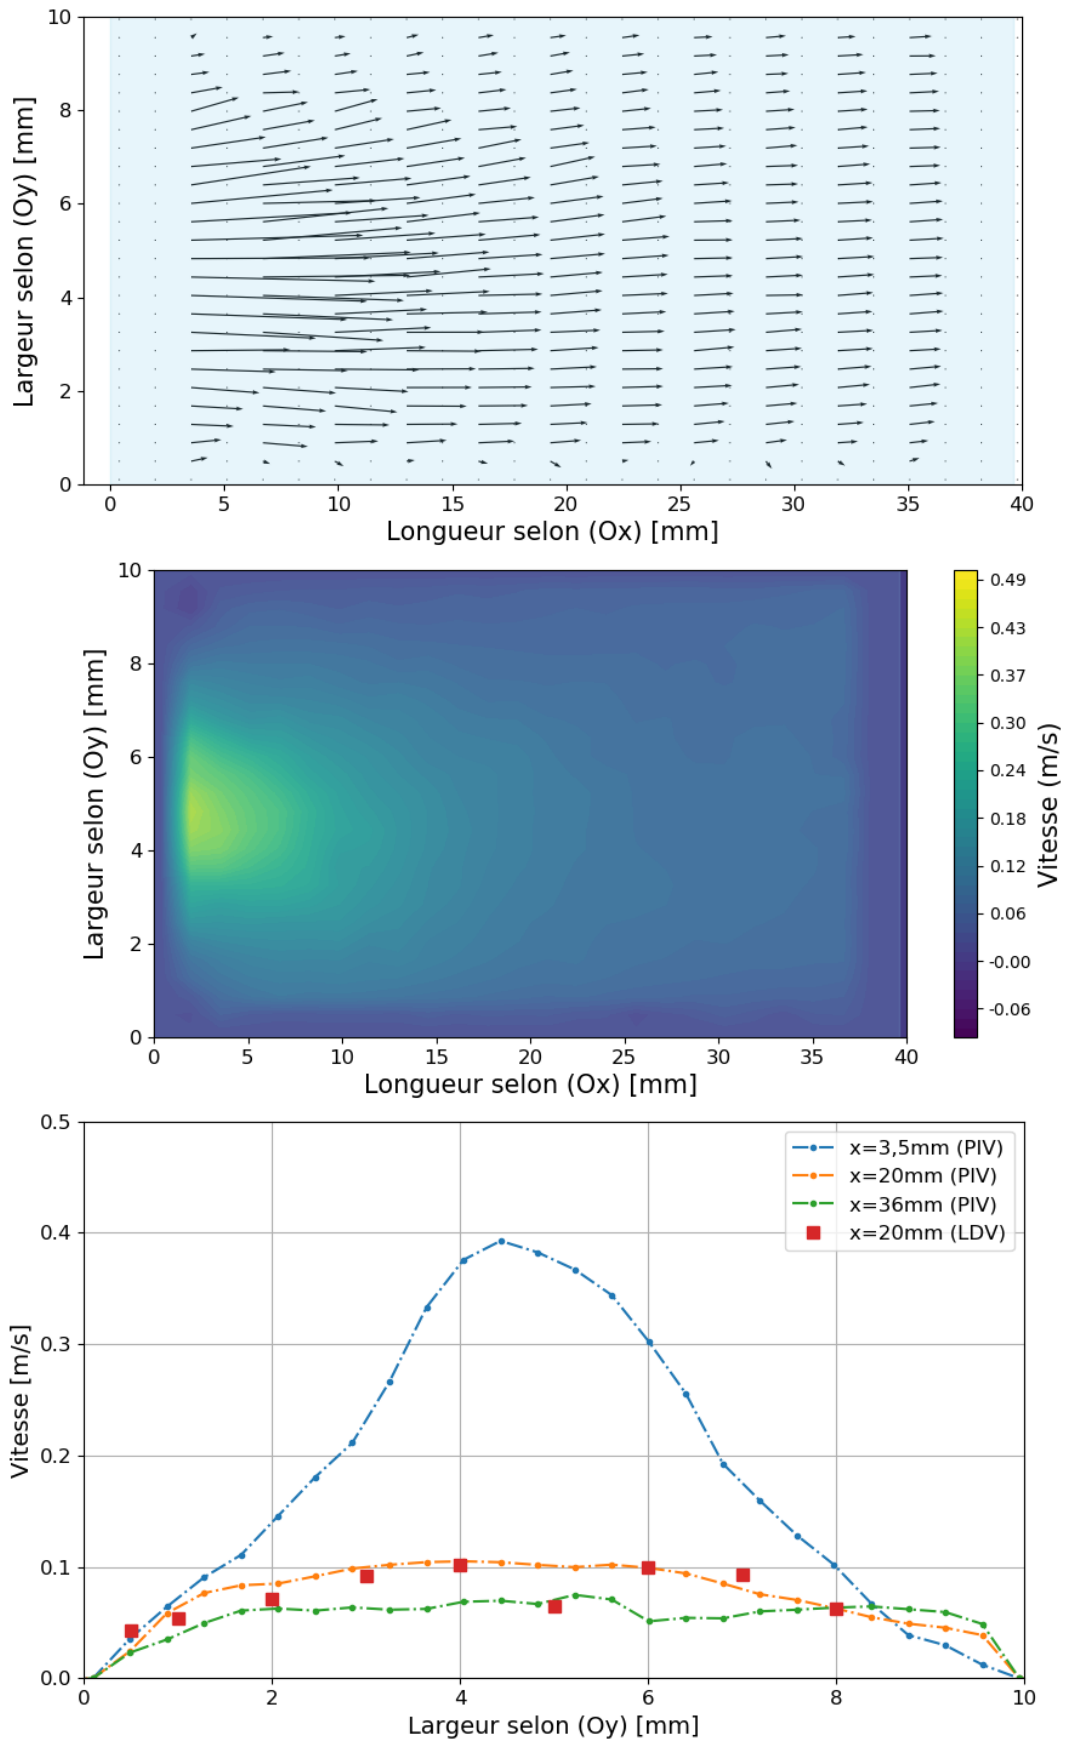 10
8
6
4
2
0
Largeur selon (Oy) [mm]
0 5 10 15 20 25 30 35 40
Longueur selon (Ox) [mm]
10
8
6
4
2
0
Largeur selon (Oy) [mm]
0 5 10 15 20 25 30 35 40
Longueur selon (Ox) [mm]
0.49
0.43
0.37
0.30
0.24
0.18
0.12
0.06
-0.00
-0.06
Vitesse (m/s)
0.5
0.4
0.3
0.2
0.1
0.0
Vitesse [m/s]
x=3,5mm (PIV)
x=20mm (PIV)
x=36mm (PIV)
x=20mm (LDV)
0 2 4 6 8 10
Largeur selon (Oy) [mm]